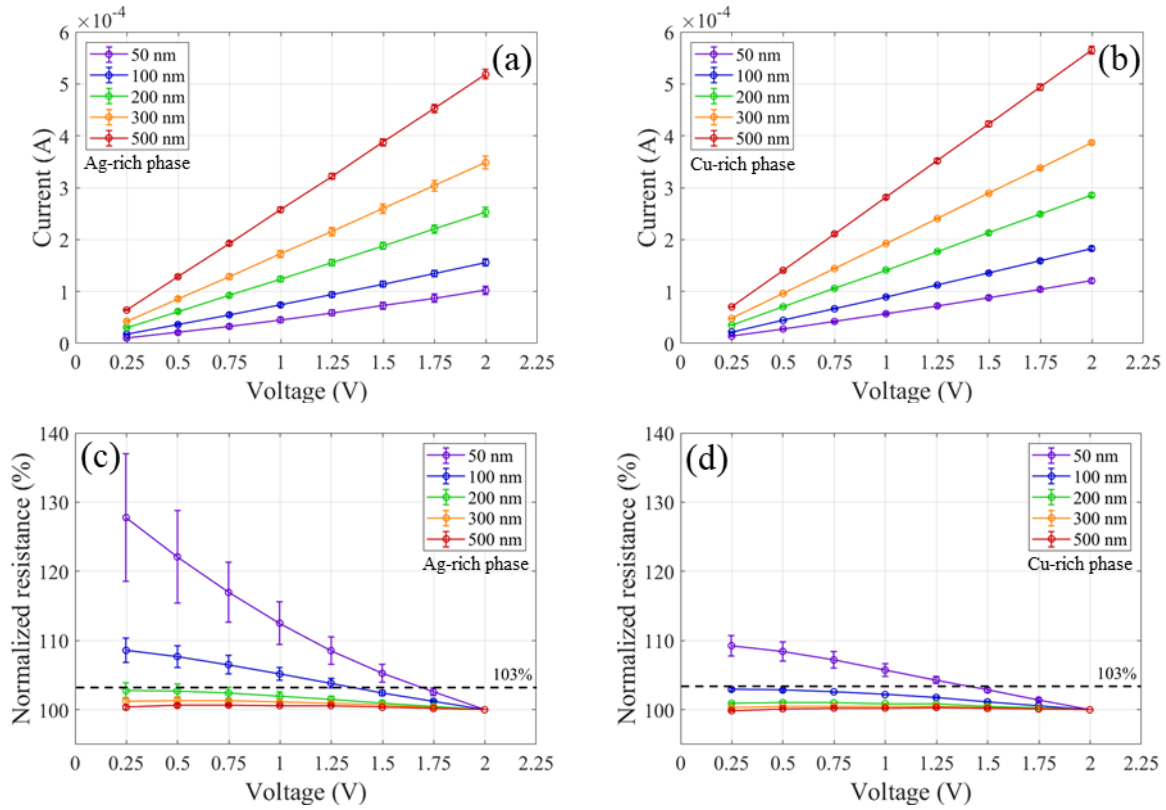 ×10⁻⁴
(a)
6
5
4
3
2
1
0
Current (A)
50 nm
100 nm
200 nm
300 nm
500 nm
Ag-rich phase
0 0.25 0.5 0.75 1 1.25 1.5 1.75 2 2.25
Voltage (V)
×10⁻⁴
(b)
6
5
4
3
2
1
0
Current (A)
50 nm
100 nm
200 nm
300 nm
500 nm
Cu-rich phase
0 0.25 0.5 0.75 1 1.25 1.5 1.75 2 2.25
Voltage (V)
(c)
140
130
120
110
100
Normalized resistance (%)
50 nm
100 nm
200 nm
300 nm
500 nm
Ag-rich phase
103%
0 0.25 0.5 0.75 1 1.25 1.5 1.75 2 2.25
Voltage (V)
(d)
140
130
120
110
100
Normalized resistance (%)
50 nm
100 nm
200 nm
300 nm
500 nm
Cu-rich phase
103%
0 0.25 0.5 0.75 1 1.25 1.5 1.75 2 2.25
Voltage (V)